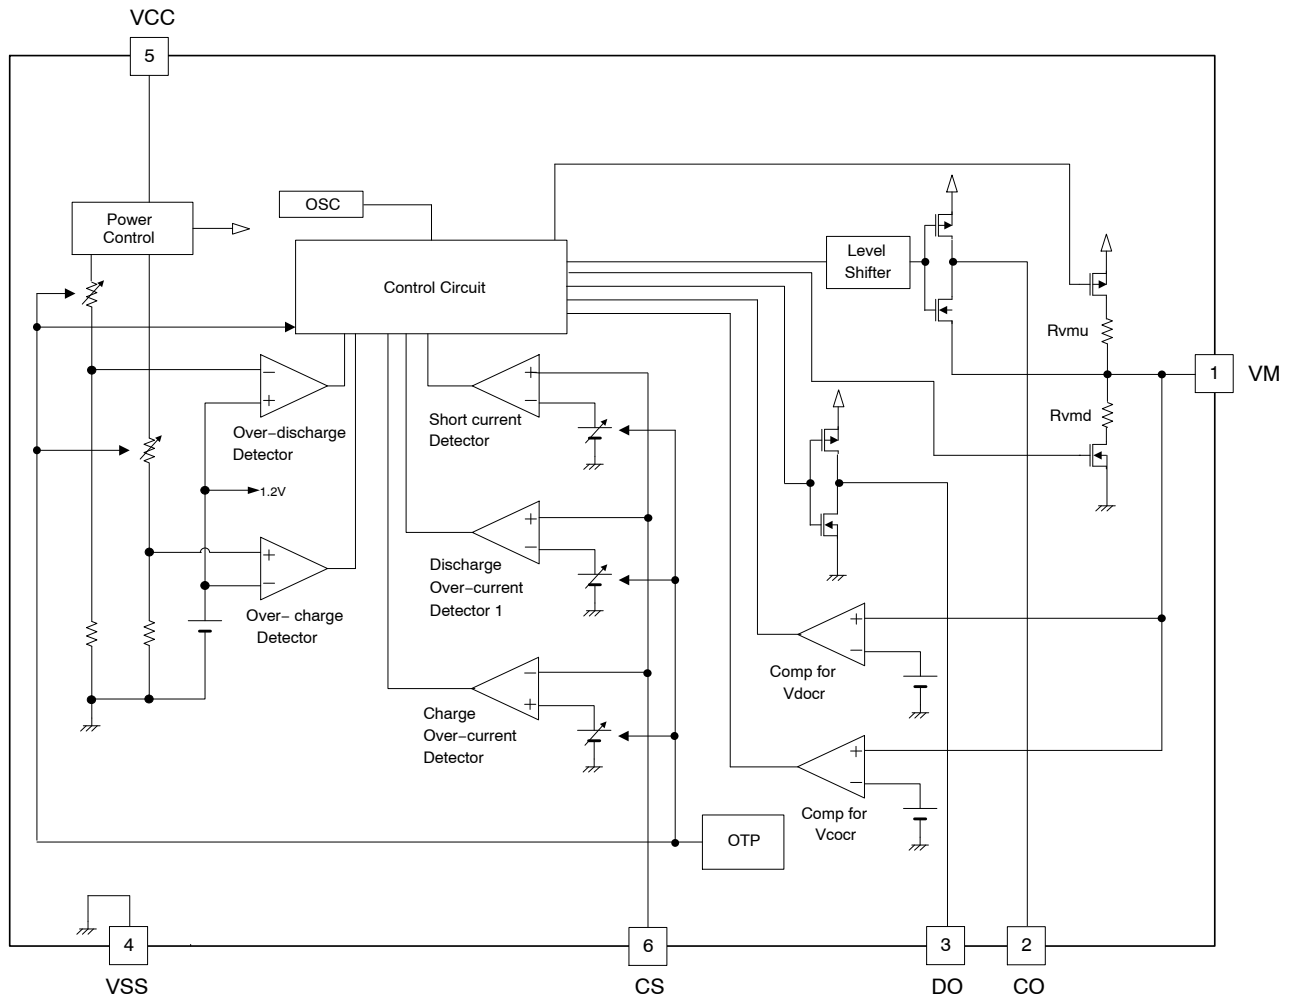 VCC
5
Power
Control
OSC
Control Circuit
Level
Shifter
Rvmu
1
VM
Rvmd
−
+
Over−discharge
Detector
+
−
Short current
Detector
1.2V
+
−
Over− charge
Detector
+
−
Discharge
Over−current
Detector 1
+
−
Comp for
Vdocr
−
+
Charge
Over−current
Detector
+
−
Comp for
Vcocr
OTP
4
6
3
2
VSS
CS
DO
CO